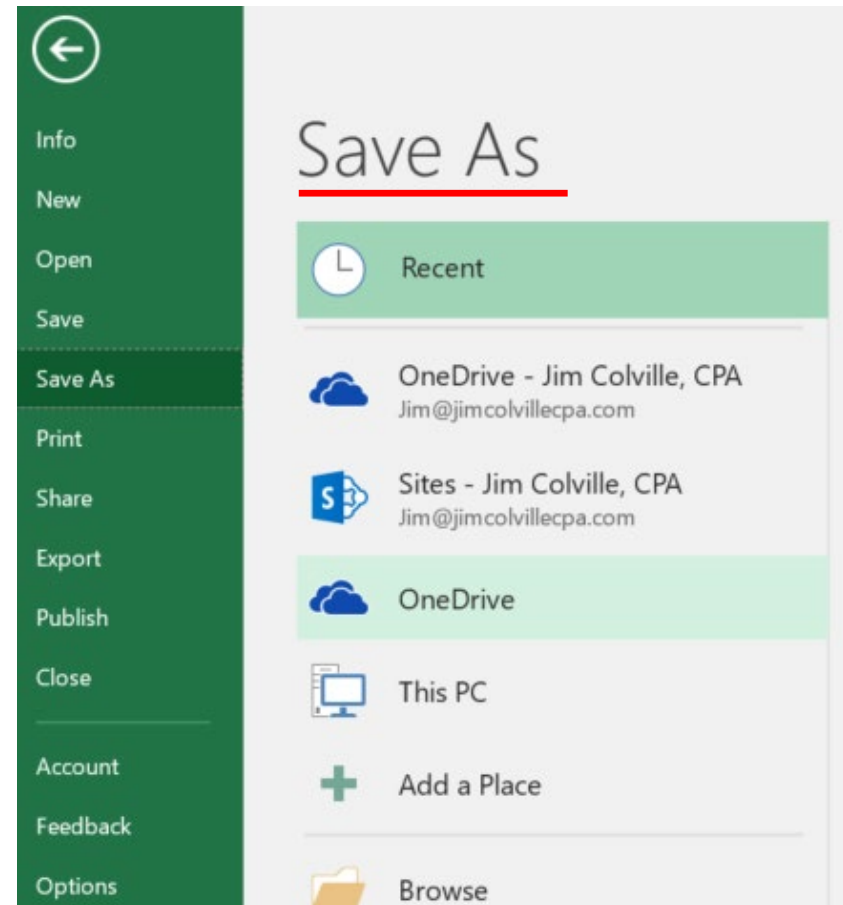 Info
New
Open
Save
Save As
Print
Share
Export
Publish
Close
Account
Feedback
Options
Save As
Recent
OneDrive - Jim Colville, CPA
Jim@jimcolvillecpa.com
S
Sites - Jim Colville, CPA
Jim@jimcolvillecpa.com
OneDrive
This PC
Add a Place
Browse